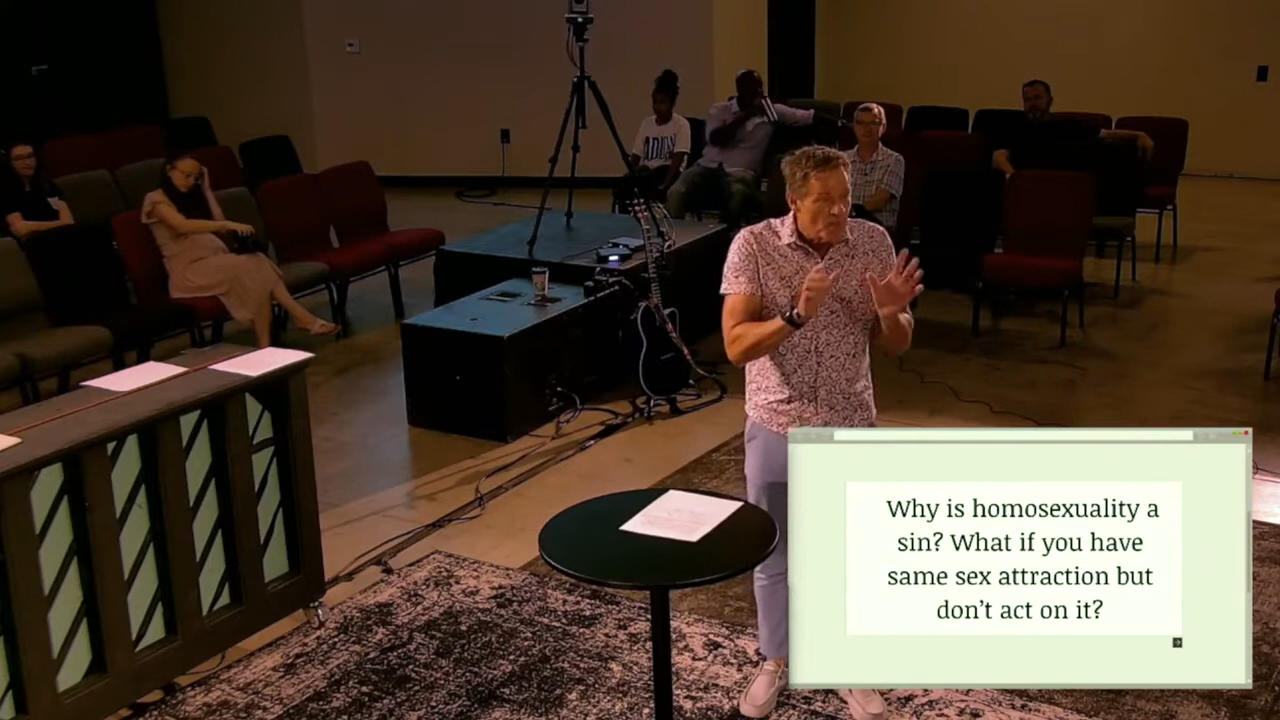 Why is homosexuality a
sin? What if you have
same sex attraction but
don't act on it?